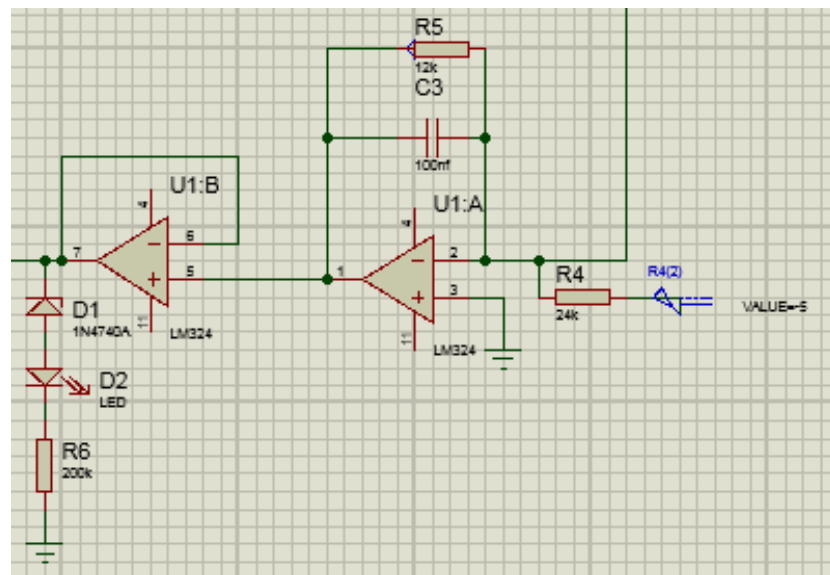 R5
12k
C3
100nf
U1:B
4
6
7
5
11
LM324
U1:A
4
2
1
3
11
LM324
R4
24k
R4(2)
VALUE=-5
D1
1N4740A
D2
LED
R6
200k